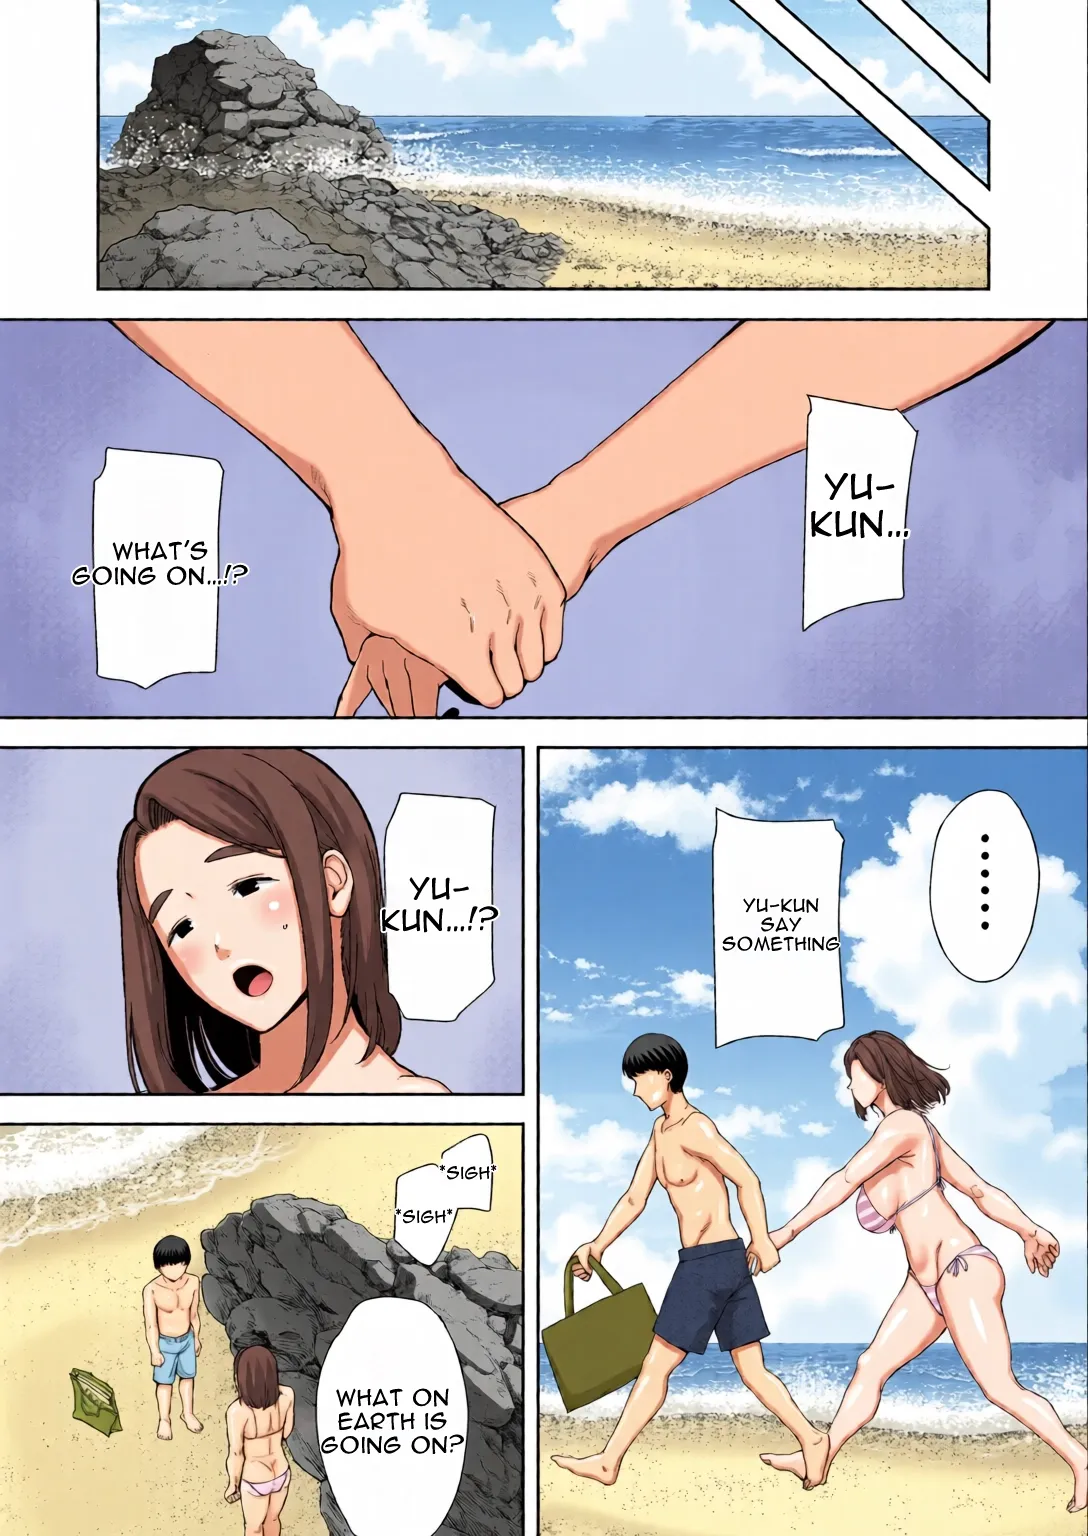 YU-
KUN...
WHAT'S
GOING ON...!?
YU-
KUN...!?
......
YU-KUN
SAY
SOMETHING
*SIGH*
*SIGH*
WHAT ON
EARTH IS
GOING ON?